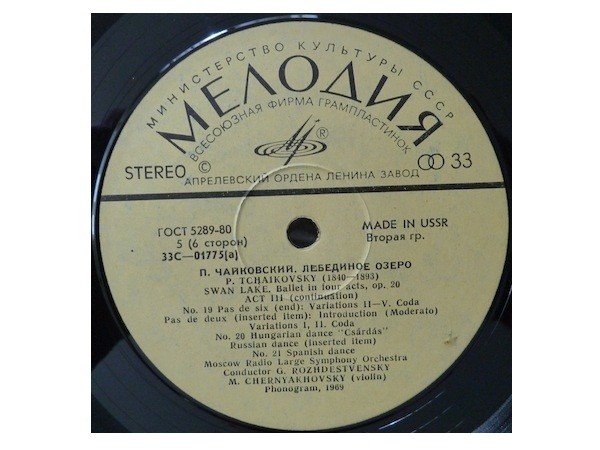 МИНИСТЕРСТВО КУЛЬТУРЫ СССР
МЕЛОДИЯ
ВСЕСОЮЗНАЯ ФИРМА ГРАМПЛАСТИНОК
®
STEREO © 33
АПРЕЛЕВСКИЙ ОРДЕНА ЛЕНИНА ЗАВОД
ГОСТ 5289-80 MADE IN USSR
5 (6 сторон) Вторая гр.
33С—01775(а)
П. ЧАЙКОВСКИЙ. ЛЕБЕДИНОЕ ОЗЕРО
P. TCHAIKOVSKY (1840—1893)
SWAN LAKE, Ballet in four acts, op. 20
ACT III (continuation)
No. 19 Pas de six (end): Variations II—V. Coda
Pas de deux (inserted item): Introduction (Moderato)
Variations I, II. Coda
No. 20 Hungarian dance "Csárdás"
Russian dance (inserted item)
No. 21 Spanish dance
Moscow Radio Large Symphony Orchestra
Conductor G. ROZHDESTVENSKY
M. CHERNYAKHOVSKY (violin)
Phonogram, 1969